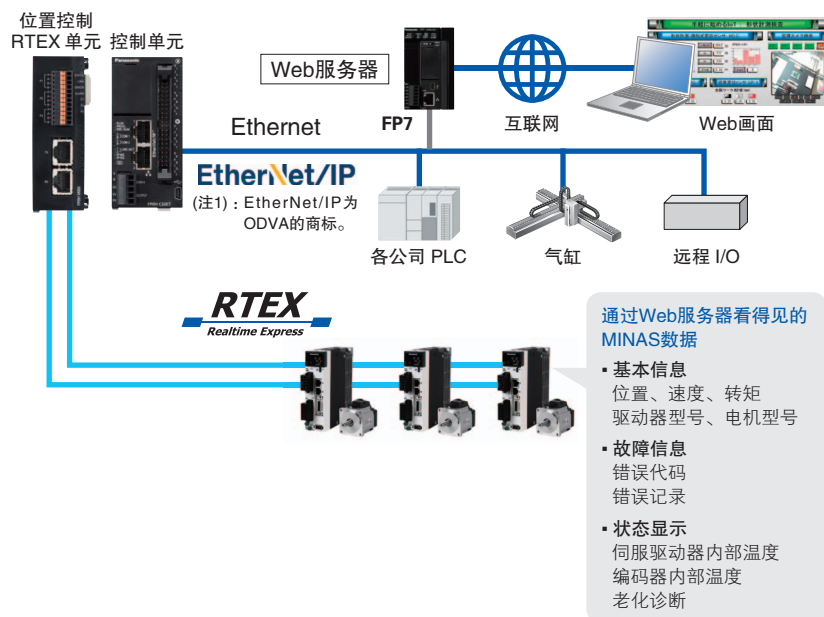 位置控制
RTEX 单元
控制单元
Panasonic
Web服务器
FP7
互联网
Web画面
Ethernet
EtherNet/IP
(注1)：EtherNet/IP为
ODVA的商标。
各公司 PLC
气缸
远程 I/O
RTEX
Realtime Express
通过Web服务器看得见的
MINAS数据
▪ 基本信息
位置、速度、转矩
驱动器型号、电机型号
▪ 故障信息
错误代码
错误记录
▪ 状态显示
伺服驱动器内部温度
编码器内部温度
老化诊断